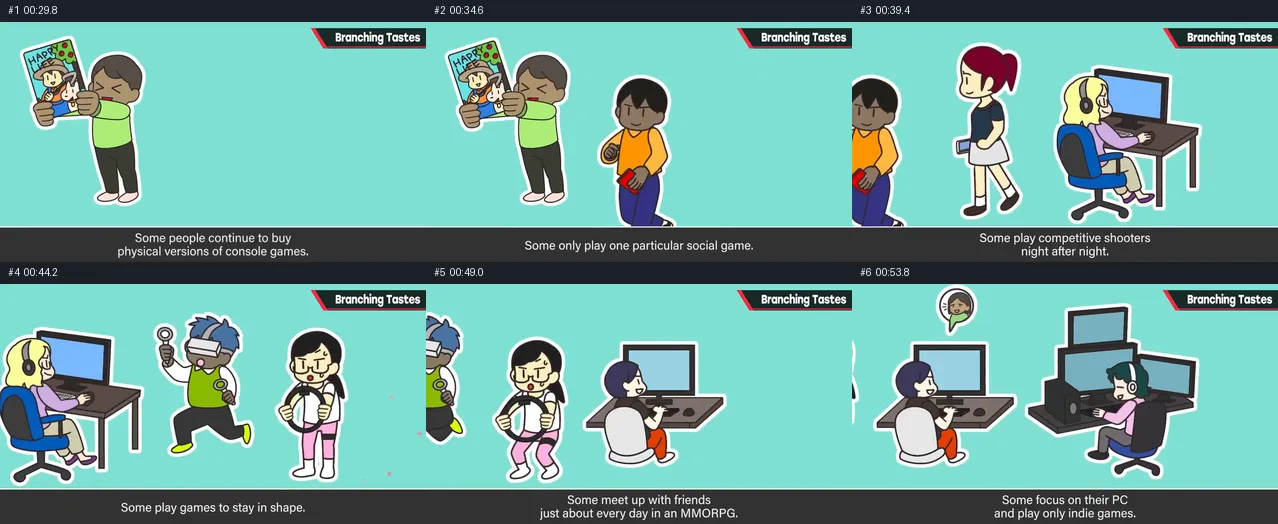 #1 00:29.8
Branching Tastes
HAPPY
Some people continue to buy
physical versions of console games.
#2 00:34.6
Branching Tastes
HAPPY
Some only play one particular social game.
#3 00:39.4
Branching Tastes
Some play competitive shooters
night after night.
#4 00:44.2
Branching Tastes
Some play games to stay in shape.
#5 00:49.0
Branching Tastes
Some meet up with friends
just about every day in an MMORPG.
#6 00:53.8
Branching Tastes
Some focus on their PC
and play only indie games.